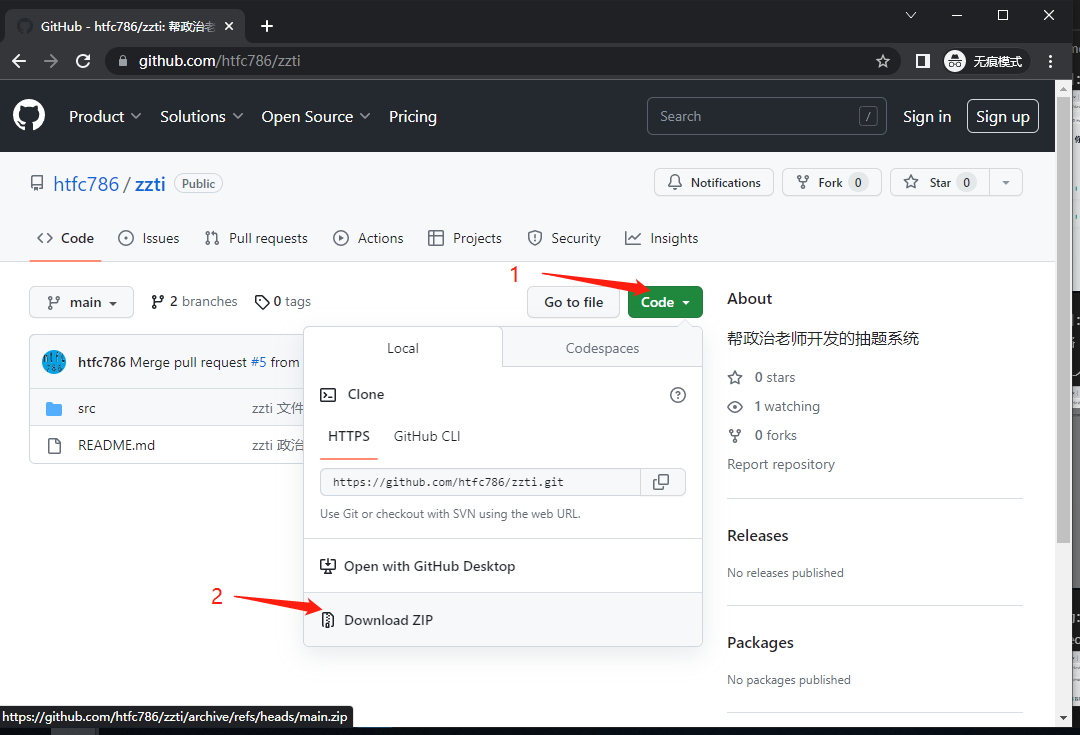 GitHub - htfc786/zzti: 帮政治老
github.com/htfc786/zzti
无痕模式
Product
Solutions
Open Source
Pricing
Search
/
Sign in
Sign up
htfc786 / zzti
Public
Notifications
Fork 0
Star 0
Code
Issues
Pull requests
Actions
Projects
Security
Insights
1
main
2 branches
0 tags
Go to file
Code
About
帮政治老师开发的抽题系统
htfc786 Merge pull request #5 from
src
zzti 文件
README.md
zzti 政治
Local
Codespaces
Clone
HTTPS
GitHub CLI
https://github.com/htfc786/zzti.git
Use Git or checkout with SVN using the web URL.
Open with GitHub Desktop
2
Download ZIP
0 stars
1 watching
0 forks
Report repository
Releases
No releases published
Packages
No packages published
https://github.com/htfc786/zzti/archive/refs/heads/main.zip